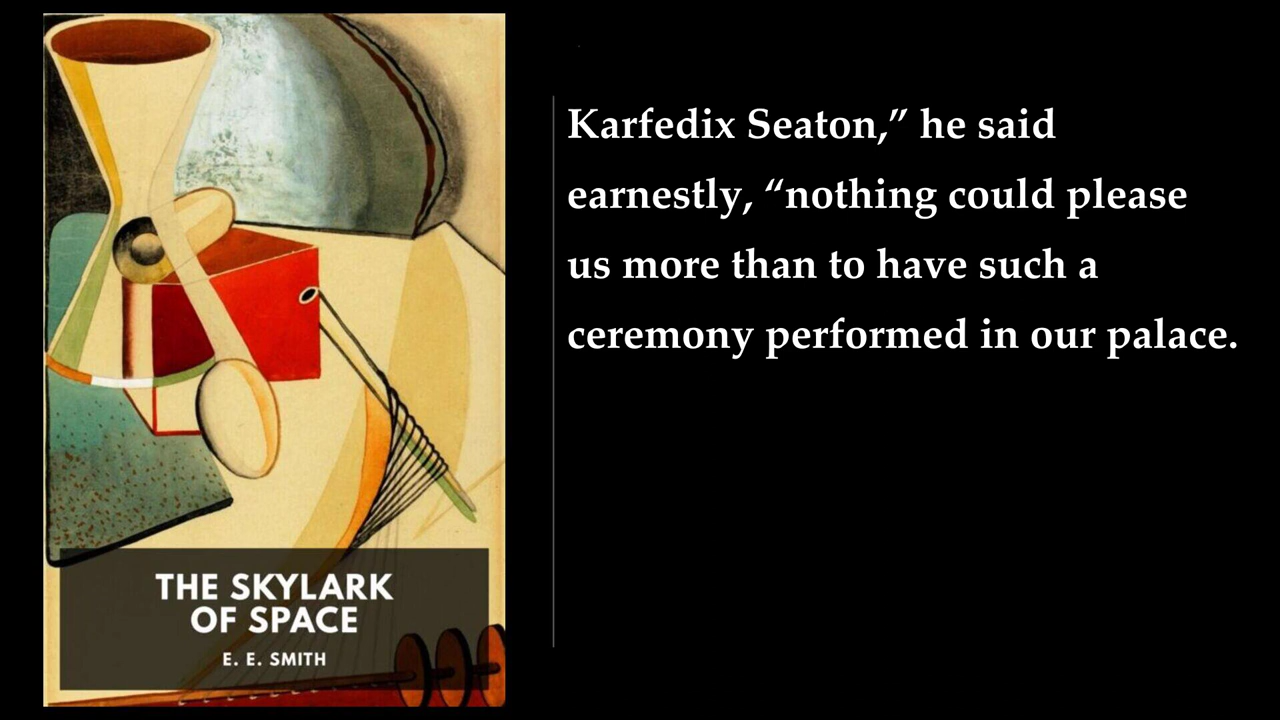 Karfedix Seaton,” he said
earnestly, “nothing could please
us more than to have such a
ceremony performed in our palace.
THE SKYLARK
OF SPACE
E. E. SMITH